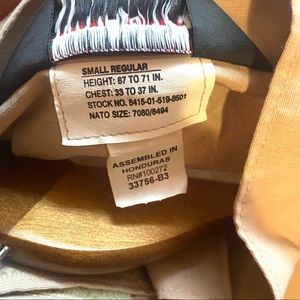 SMALL REGULAR
HEIGHT: 67 TO 71 IN.
CHEST: 33 TO 37 IN.
STOCK NO. 8415-01-519-8501
NATO SIZE: 7080/8494
ASSEMBLED IN
HONDURAS
RN#100272
33756-B3